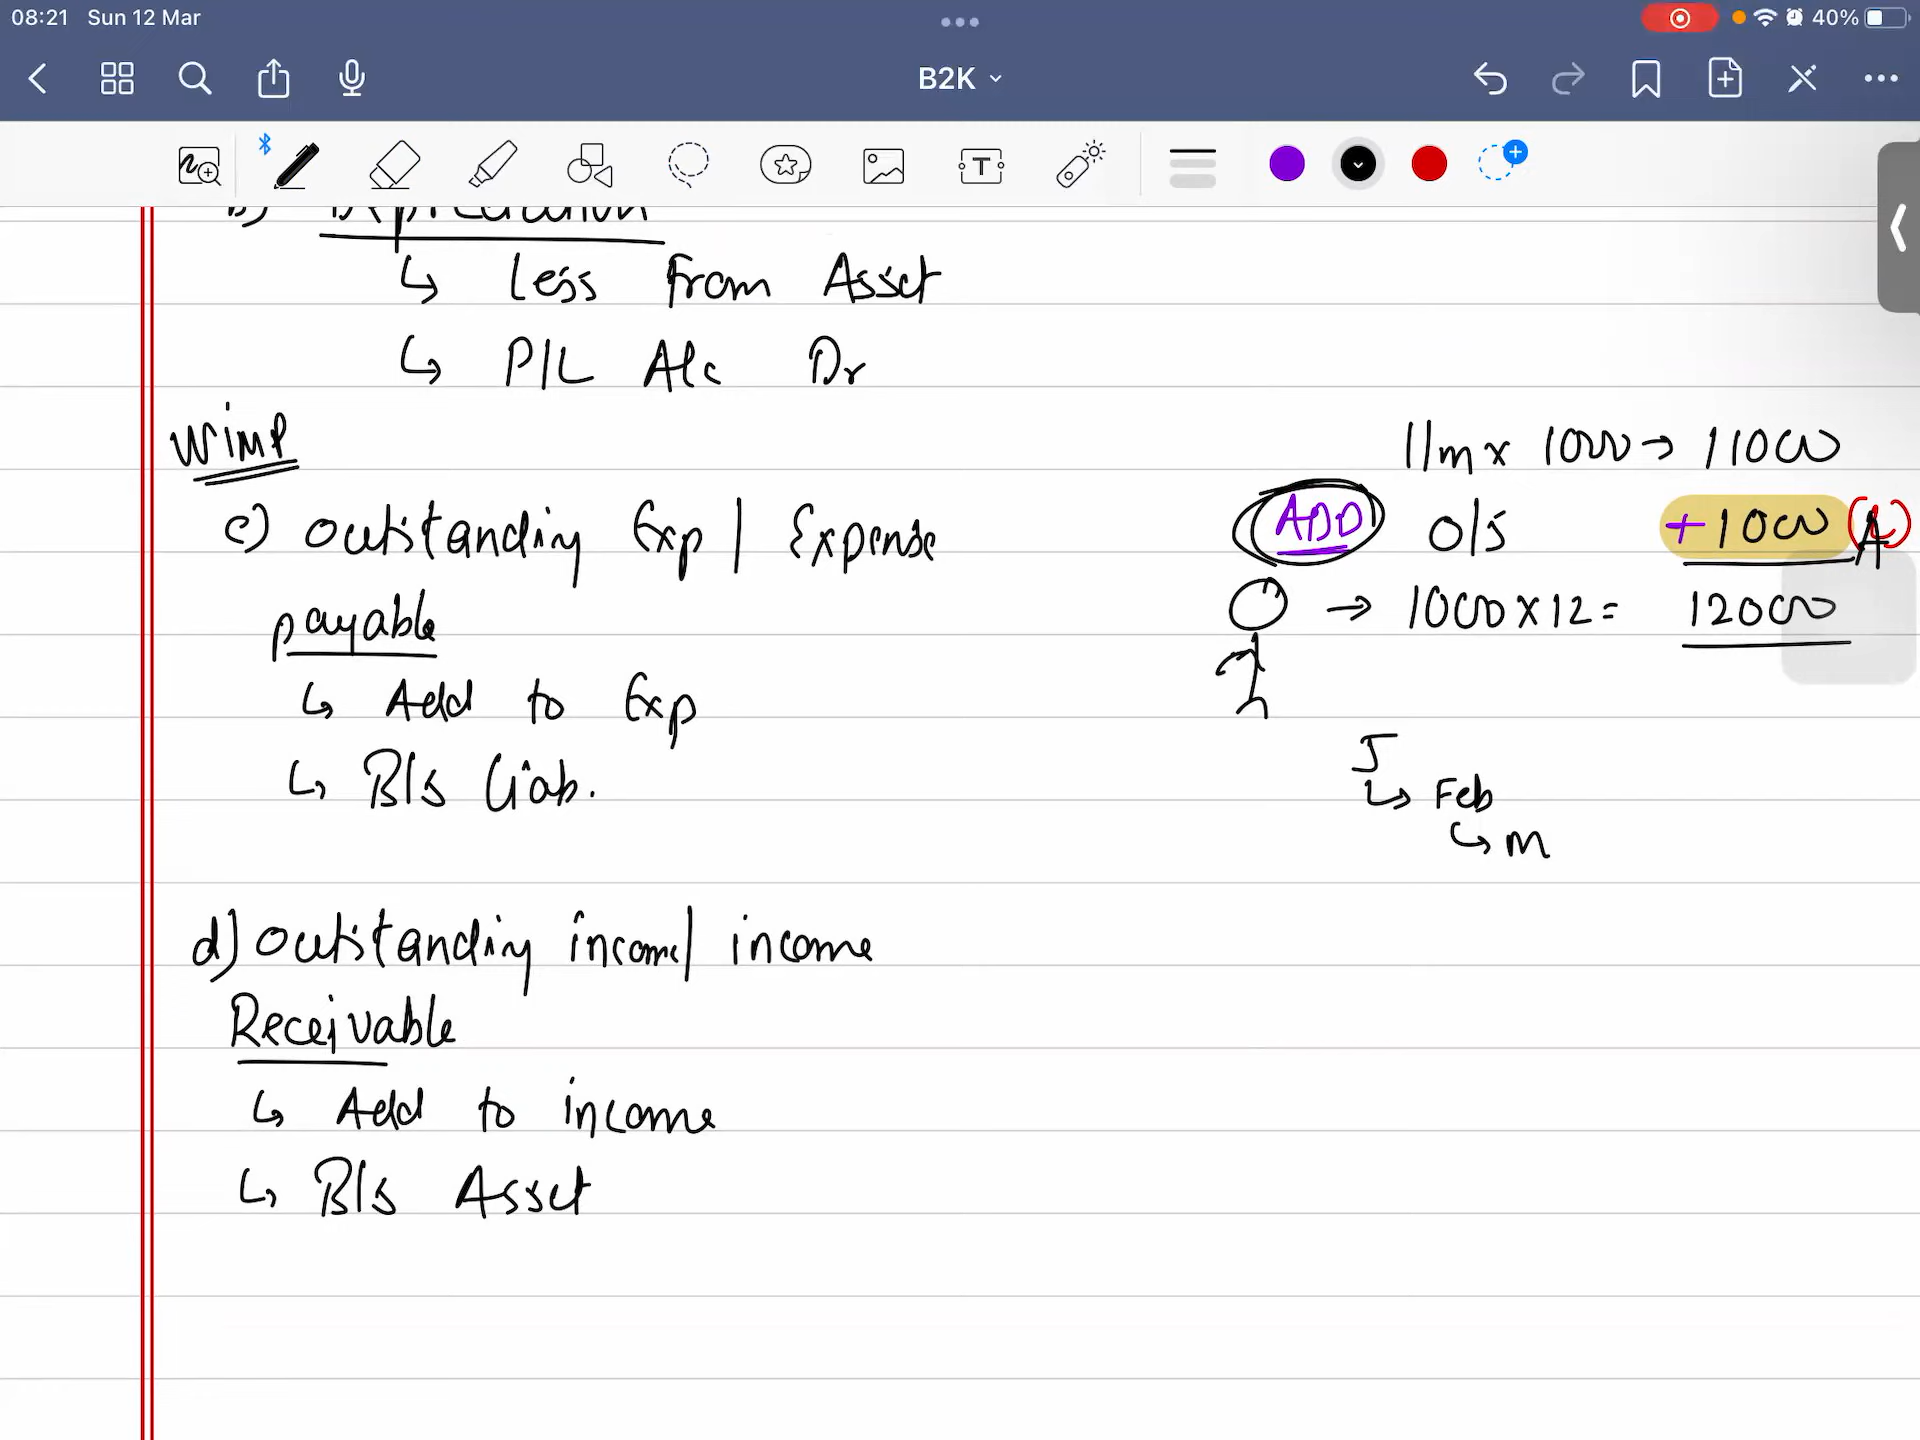 08:21 Sun 12 Mar
40%
B2K
T
b) Depreciation
↳ Less From Asset
↳ P/L A/c Dr
V.imp
c) Outstanding Exp / Expense
payable
↳ Add to Exp
↳ B/s Liab.
11m x 1000 → 11000
ADD O/S + 1000 (L) A
→ 1000 x 12 = 12000
J
↳ Feb
↳ m
d) Outstanding income / income
Receivable
↳ Add to income
↳ B/s Asset